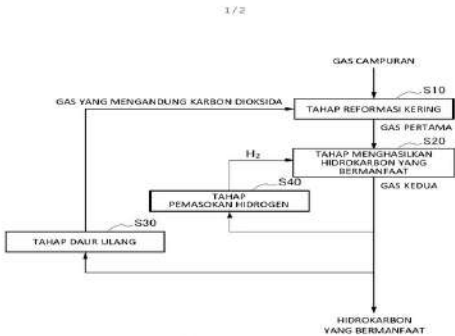 1/2
GAS CAMPURAN
S10
GAS YANG MENGANDUNG KARBON DIOKSIDA
TAHAP REFORMASI KERING
GAS PERTAMA
S20
H2
TAHAP MENGHASILKAN
HIDROKARBON YANG
BERMANFAAT
S40
GAS KEDUA
TAHAP
PEMASOKAN HIDROGEN
S30
TAHAP DAUR ULANG
HIDROKARBON
YANG BERMANFAAT